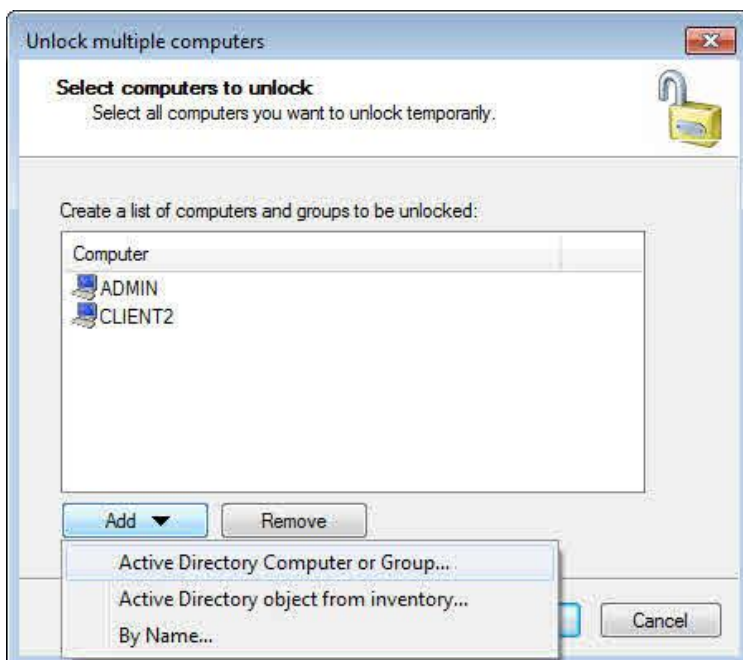 Unlock multiple computers
Select computers to unlock
Select all computers you want to unlock temporarily.
Create a list of computers and groups to be unlocked:
Computer
ADMIN
CLIENT2
Add
Remove
Active Directory Computer or Group...
Active Directory object from inventory...
By Name...
Cancel